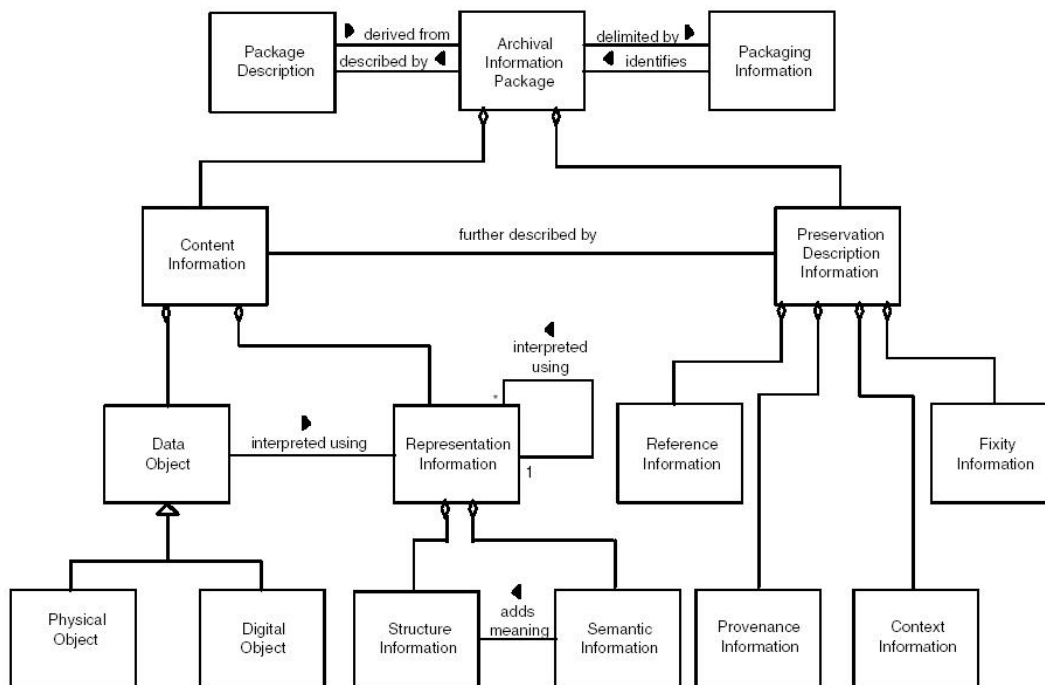 Package
Description
derived from
described by
Archival
Information
Package
delimited by
identifies
Packaging
Information
Content
Information
further described by
Preservation
Description
Information
interpreted
using
*
1
Data
Object
interpreted using
Representation
Information
Reference
Information
Fixity
Information
Physical
Object
Digital
Object
Structure
Information
adds
meaning
Semantic
Information
Provenance
Information
Context
Information